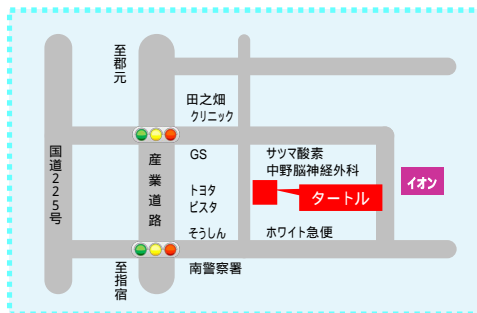 至郡元
田之畑
クリニック
国道225号
産業道路
GS
サツマ酸素
中野脳神経外科
イオン
トヨタ
ビスタ
タートル
そうしん
ホワイト急便
至指宿
南警察署